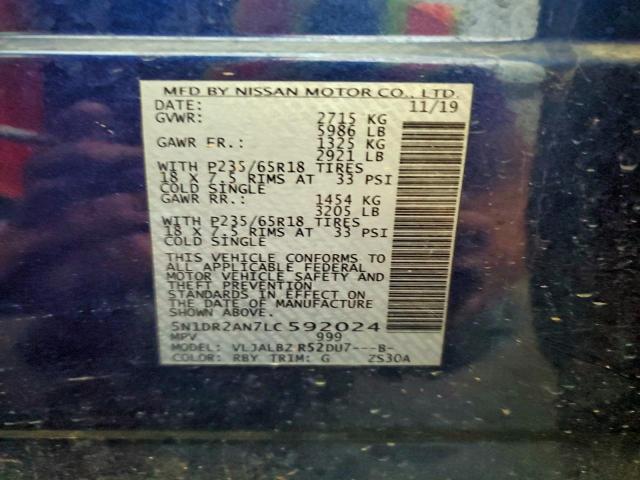 MFD BY NISSAN MOTOR CO., LTD.
DATE: 11/19
GVWR: 2715 KG
5986 LB
GAWR FR.: 1325 KG
2921 LB
WITH P235/65R18 TIRES
18 X 7.5 RIMS AT 33 PSI
COLD SINGLE
GAWR RR.: 1454 KG
3205 LB
WITH P235/65R18 TIRES
18 X 7.5 RIMS AT 33 PSI
COLD SINGLE
THIS VEHICLE CONFORMS TO
ALL APPLICABLE FEDERAL
MOTOR VEHICLE SAFETY AND
THEFT PREVENTION
STANDARDS IN EFFECT ON
THE DATE OF MANUFACTURE
SHOWN ABOVE.
5N1DR2AN7LC592024
MPV 999
MODEL: VLJALBZ R52DU7---B-
COLOR: RBY TRIM: G ZS30A